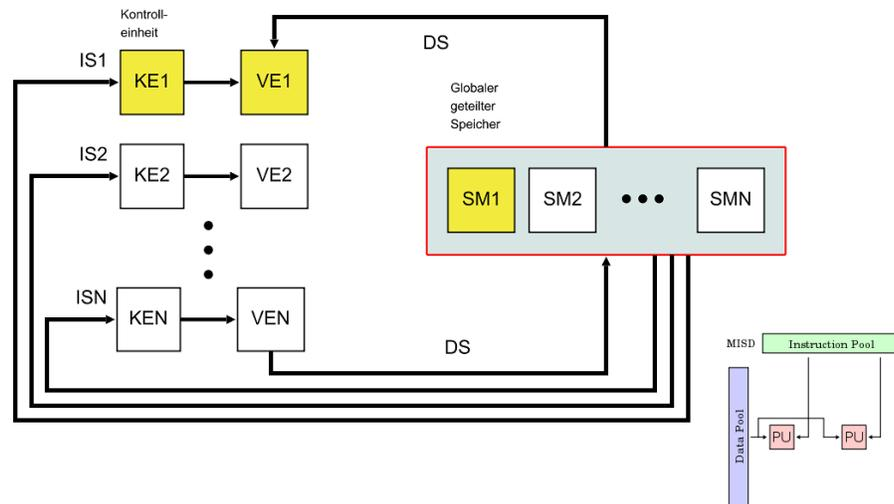 Kontroll-
einheit
IS1
KE1
VE1
DS
Globaler
geteilter
Speicher
IS2
KE2
VE2
SM1
SM2
SMN
ISN
KEN
VEN
DS
MISD
Instruction Pool
Data Pool
PU
PU